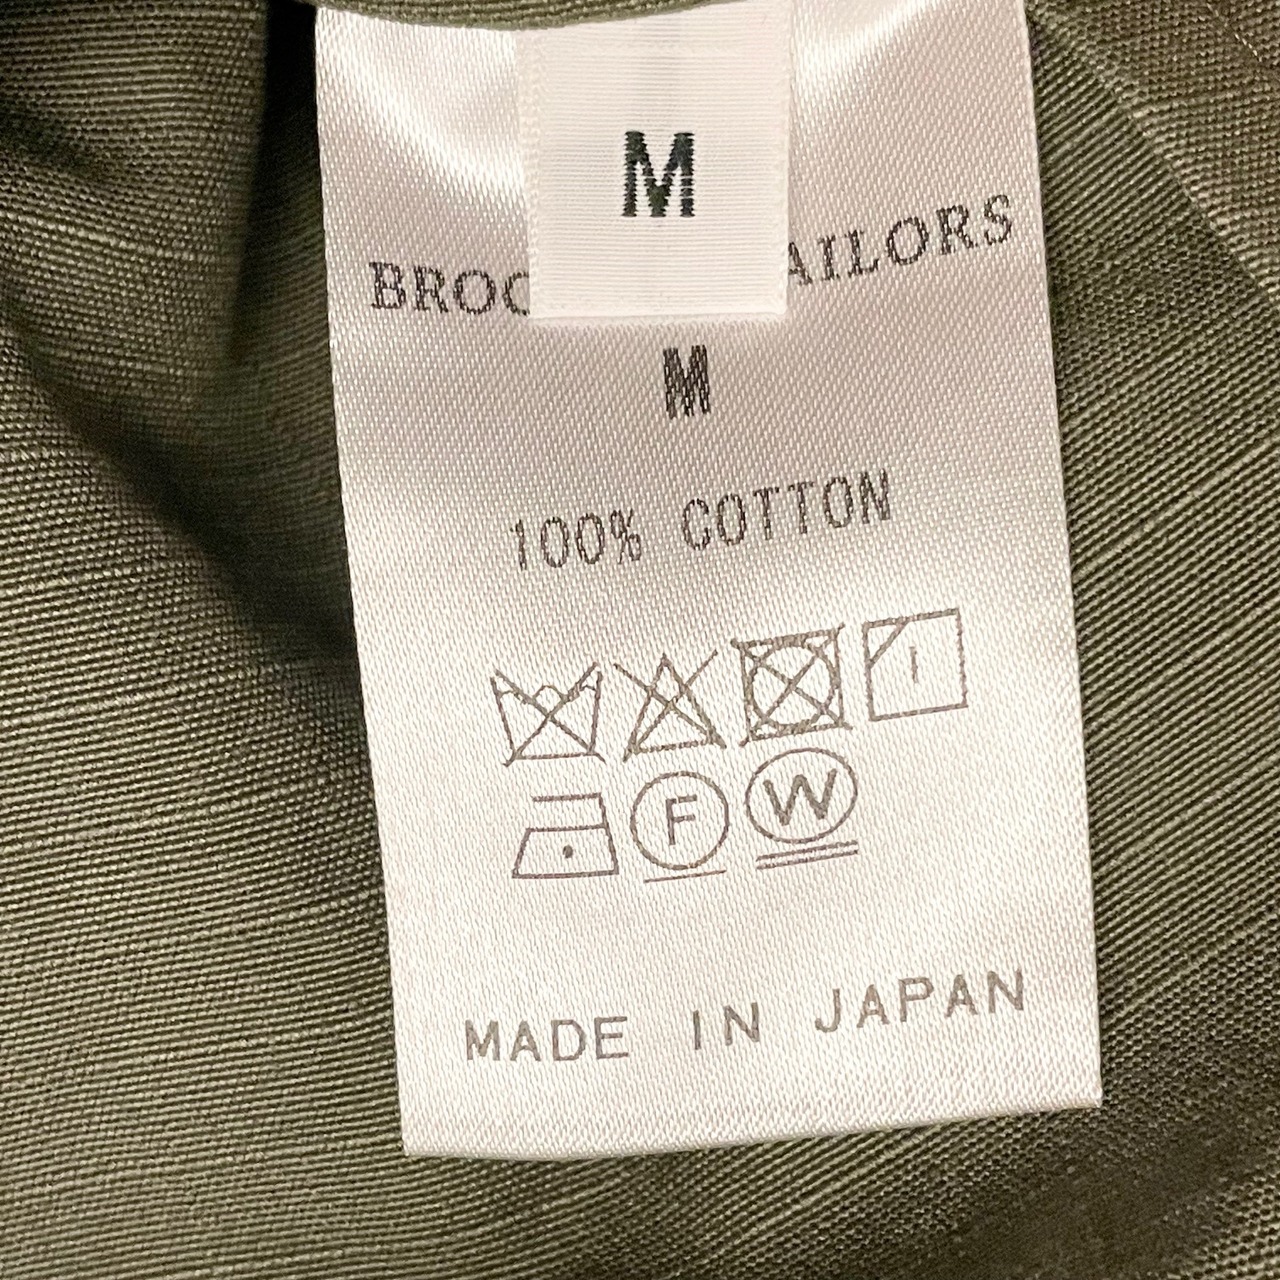 M
BROC AILORS
M
100% COTTON
F W
MADE IN JAPAN